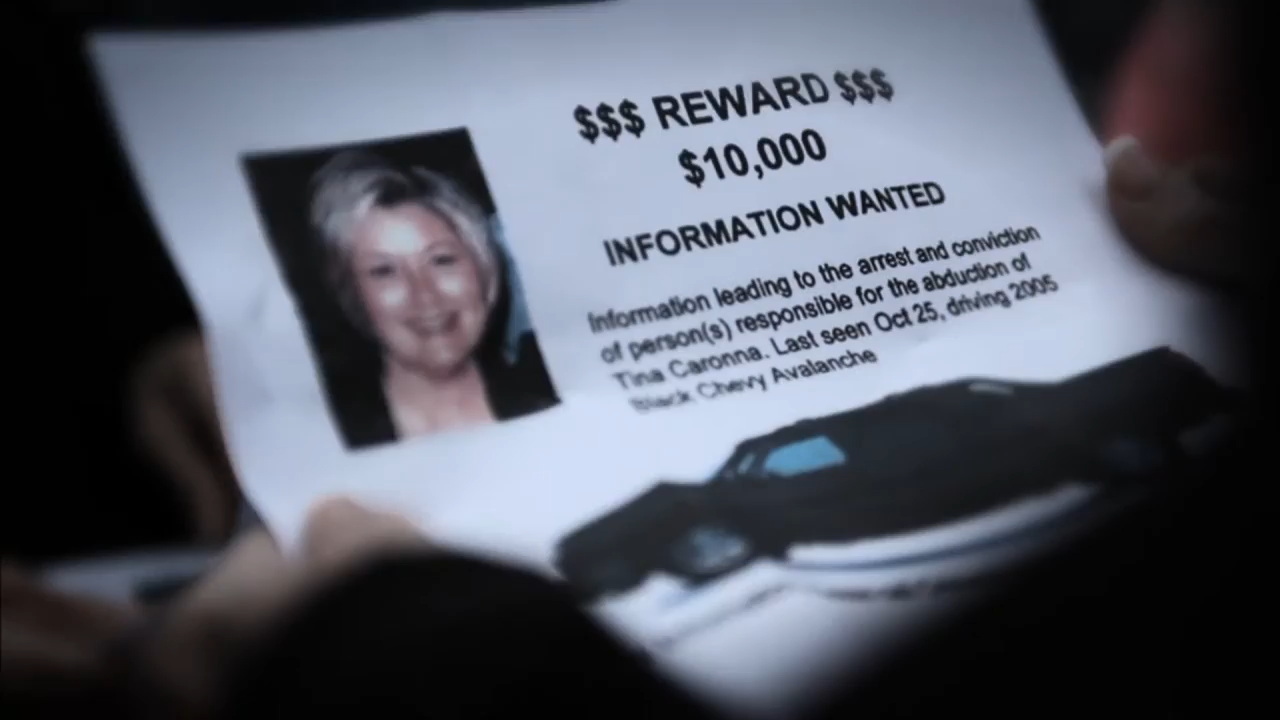 $$$ REWARD $$$
$10,000
INFORMATION WANTED
Information leading to the arrest and conviction
of person(s) responsible for the abduction of
Tina Caronna. Last seen Oct 25, driving 2005
Black Chevy Avalanche